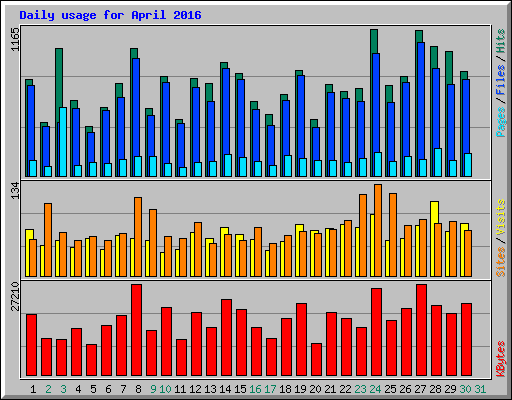 Daily usage for April 2016
1165
Pages / Files / Hits
134
Sites / Visits
27210
KBytes
1 2 3 4 5 6 7 8 9 10 11 12 13 14 15 16 17 18 19 20 21 22 23 24 25 26 27 28 29 30 31